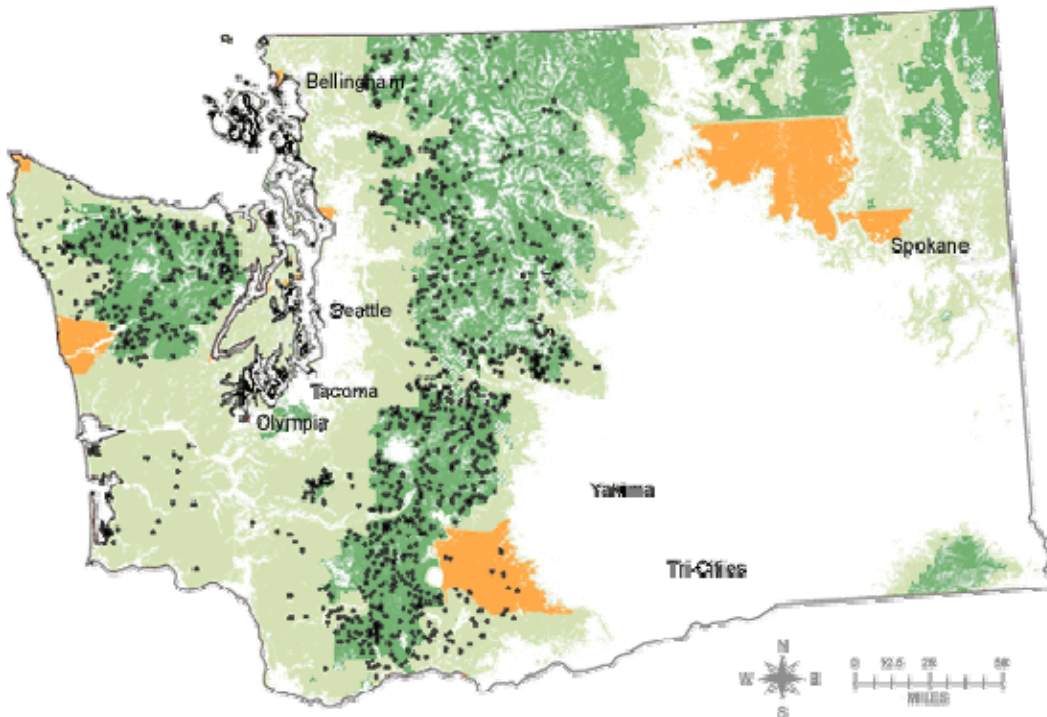 Bellingham
Spokane
Seattle
Tacoma
Olympia
Yakima
Tri-Cities
N
W E
S
0 12.5 25 50
MILES